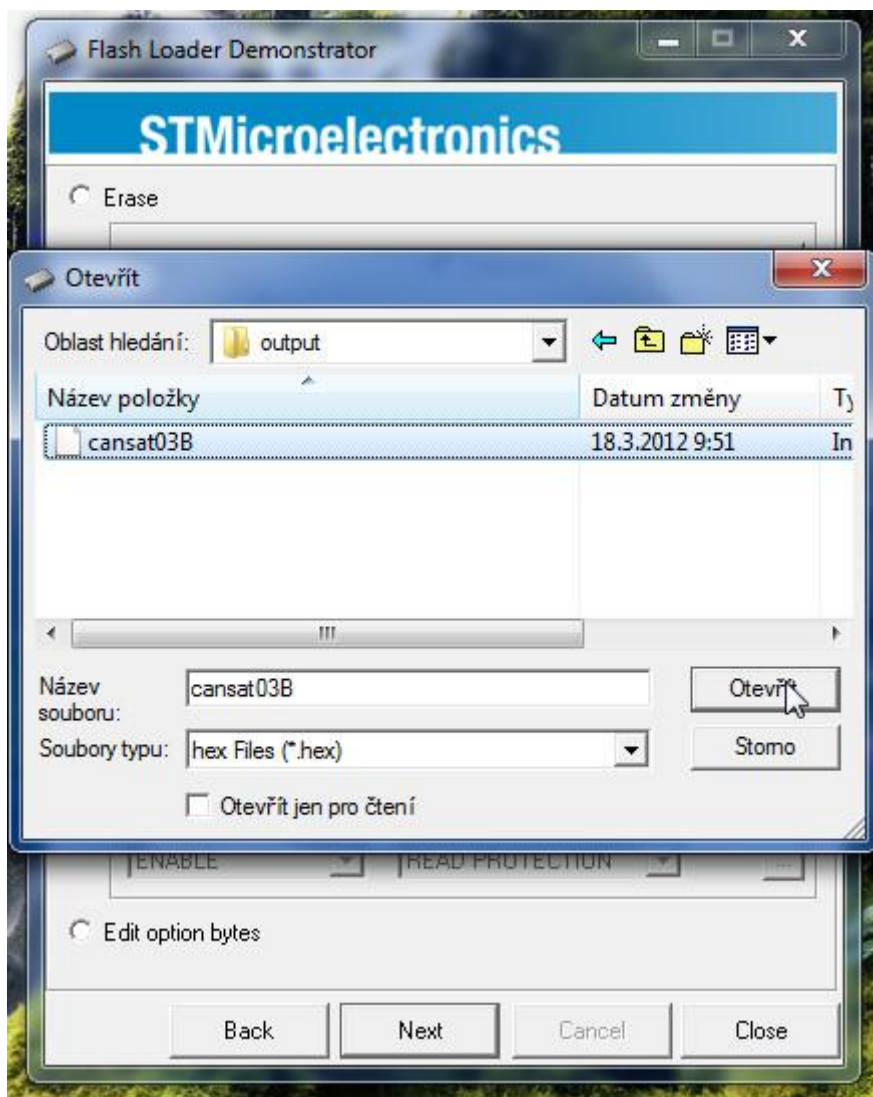 Flash Loader Demonstrator
STMicroelectronics
Erase
Otevřít
Oblast hledání: output
Název položky Datum změny
cansat03B 18.3.2012 9:51 In
Název souboru: cansat03B Otevřít
Soubory typu: hex Files (*.hex) Storno
Otevřít jen pro čtení
ENABLE READ PROTECTION ...
Edit option bytes
Back Next Cancel Close